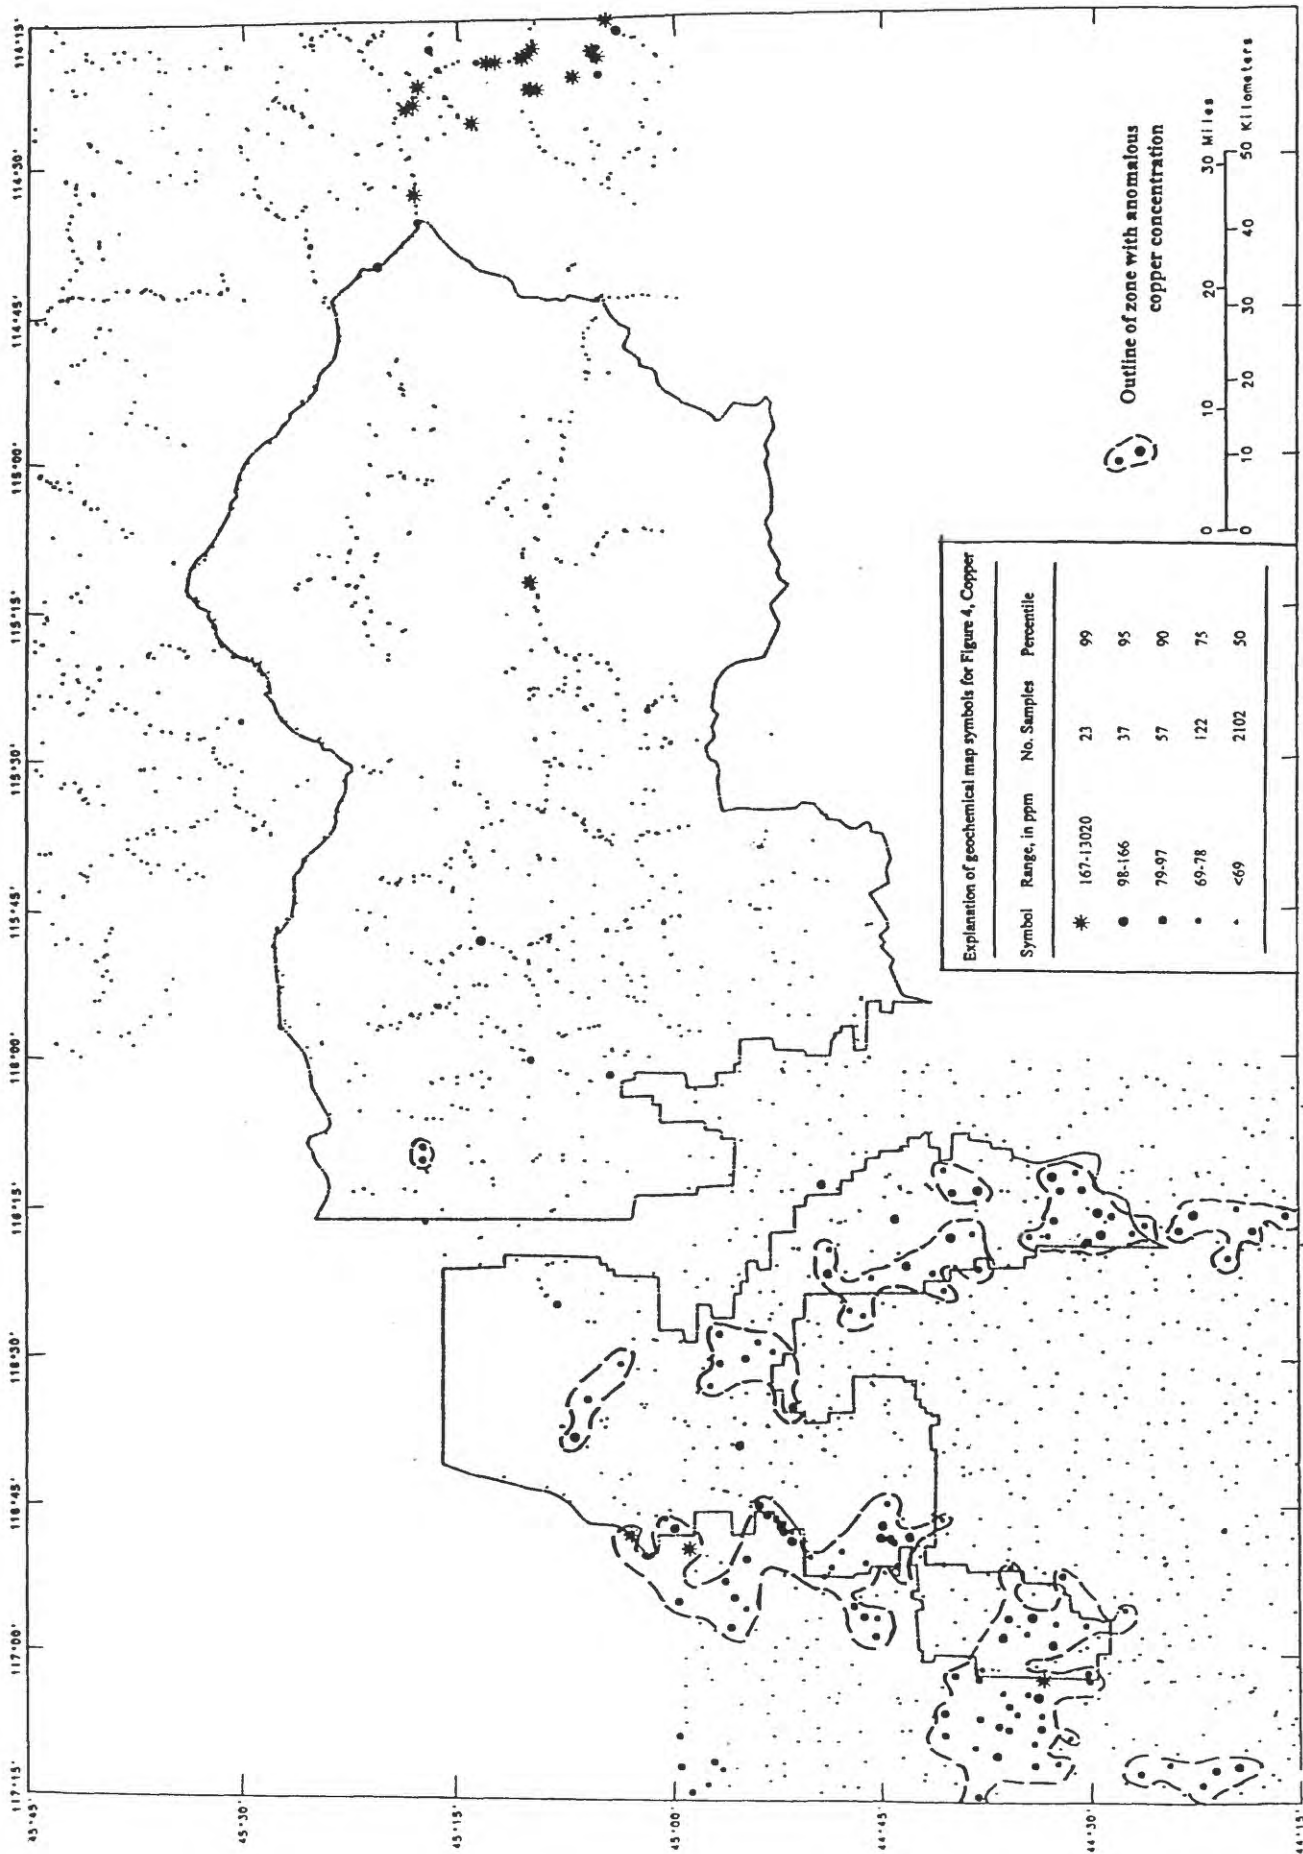 117°15'
117°00'
116°45'
116°30'
116°15'
116°00'
115°45'
115°30'
115°15'
115°00'
114°45'
114°30'
114°15'
45°45'
45°30'
45°15'
45°00'
44°15'
44°30'
44°15'
Explanation of geochemical map symbols for Figure 4, Copper
Symbol Range, in ppm No. Samples Percentile
167-13020 23 99
98-166 37 95
79-97 57 90
69-78 122 75
<69 2102 50
Outline of zone with anomalous
copper concentration
0 10 20 30 Miles
0 10 20 30 40 50 Kilometers